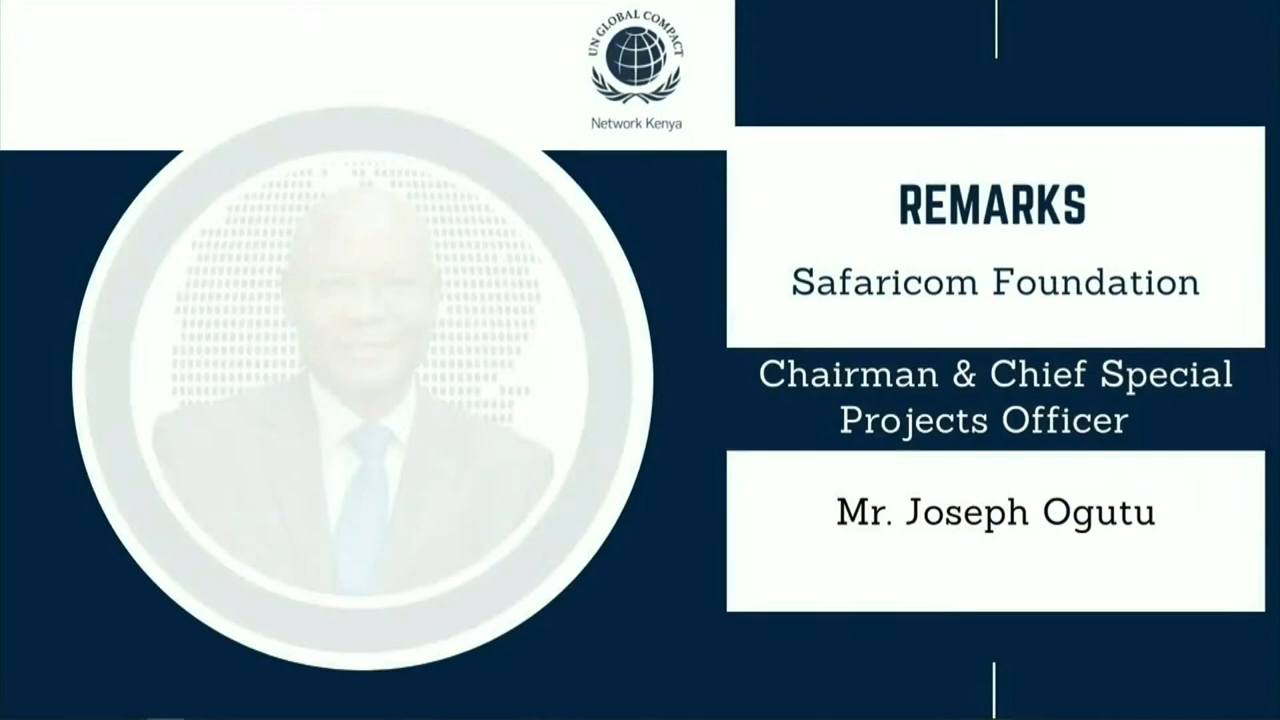 UN GLOBAL COMPACT
Network Kenya
REMARKS
Safaricom Foundation
Chairman & Chief Special
Projects Officer
Mr. Joseph Ogutu